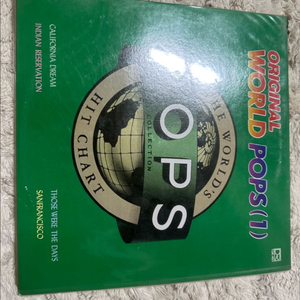 ORIGINAL
WORLD POPS (1)
THE WORLD'S
POPS
COLLECTION
HIT CHART
CALIFORNIA DREAM
INDIAN RESERVATION
THOSE WERE THE DAYS
SANFRANCISCO